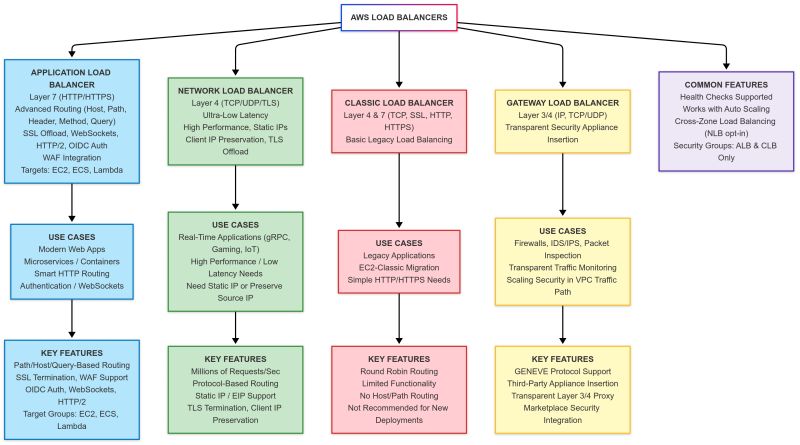 AWS LOAD BALANCERS
APPLICATION LOAD
BALANCER
Layer 7 (HTTP/HTTPS)
Advanced Routing (Host, Path,
Header, Method, Query)
SSL Offload, WebSockets,
HTTP/2, OIDC Auth
WAF Integration
Targets: EC2, ECS, Lambda
NETWORK LOAD BALANCER
Layer 4 (TCP/UDP/TLS)
Ultra-Low Latency
High Performance, Static IPs
Client IP Preservation, TLS
Offload
CLASSIC LOAD BALANCER
Layer 4 & 7 (TCP, SSL, HTTP,
HTTPS)
Basic Legacy Load Balancing
GATEWAY LOAD BALANCER
Layer 3/4 (IP, TCP/UDP)
Transparent Security Appliance
Insertion
COMMON FEATURES
Health Checks Supported
Works with Auto Scaling
Cross-Zone Load Balancing
(NLB opt-in)
Security Groups: ALB & CLB
Only
USE CASES
Modern Web Apps
Microservices / Containers
Smart HTTP Routing
Authentication / WebSockets
USE CASES
Real-Time Applications (gRPC,
Gaming, IoT)
High Performance / Low
Latency Needs
Need Static IP or Preserve
Source IP
USE CASES
Legacy Applications
EC2-Classic Migration
Simple HTTP/HTTPS Needs
USE CASES
Firewalls, IDS/IPS, Packet
Inspection
Transparent Traffic Monitoring
Scaling Security in VPC Traffic
Path
KEY FEATURES
Path/Host/Query-Based Routing
SSL Termination, WAF Support
OIDC Auth, WebSockets,
HTTP/2
Target Groups: EC2, ECS,
Lambda
KEY FEATURES
Millions of Requests/Sec
Protocol-Based Routing
Static IP / EIP Support
TLS Termination, Client IP
Preservation
KEY FEATURES
Round Robin Routing
Limited Functionality
No Host/Path Routing
Not Recommended for New
Deployments
KEY FEATURES
GENEVE Protocol Support
Third-Party Appliance Insertion
Transparent Layer 3/4 Proxy
Marketplace Security
Integration